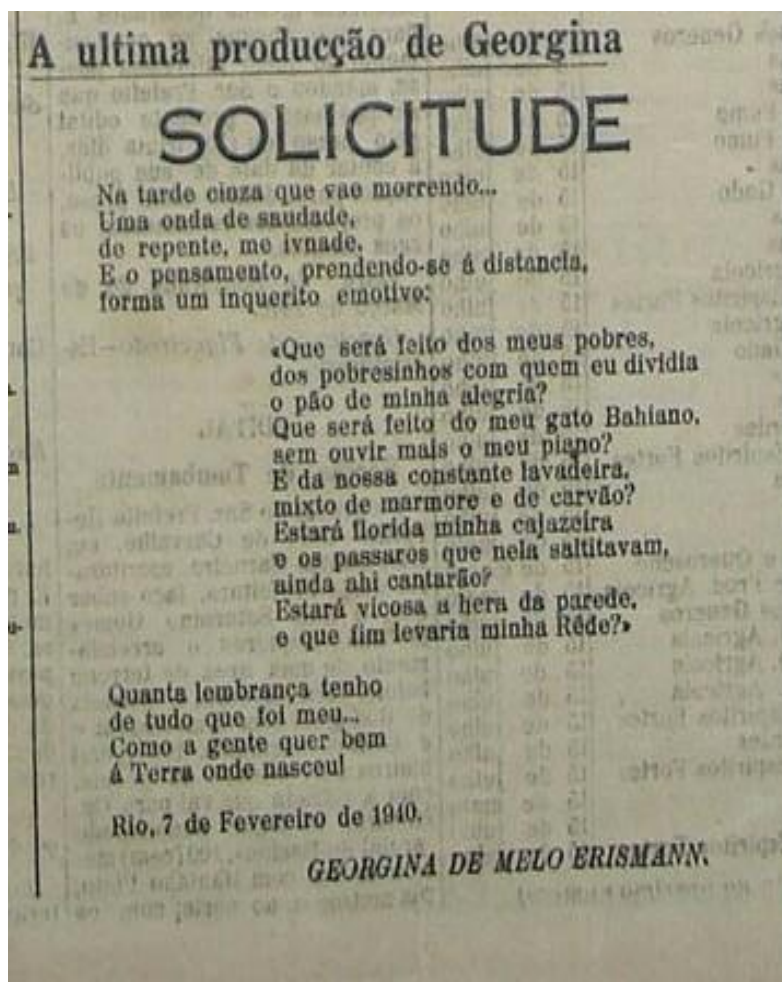 A ultima producção de Georgina
SOLICITUDE
Na tarde cinza que vae morrendo...
Uma onda de saudade,
de repente, me ivnade.
E o pensamento, prendendo-se á distancia,
forma um inquerito emotivo:
«Que será feito dos meus pobres,
dos pobresinhos com quem eu dividia
o pão de minha alegria?
Que será feito do meu gato Bahiano,
sem ouvir mais o meu piano?
E da nossa constante lavadeira,
mixto de marmore e de carvão?
Estará florida minha cajazeira
e os passaros que nela saltitavam,
ainda ahi cantarão?
Estará viçosa a hera da parede,
e que fim levaria minha Rêde?»
Quanta lembrança tenho
de tudo que foi meu...
Como a gente quer bem
á Terra onde nasceu!
Rio, 7 de Fevereiro de 1940.
GEORGINA DE MELO ERISMANN.